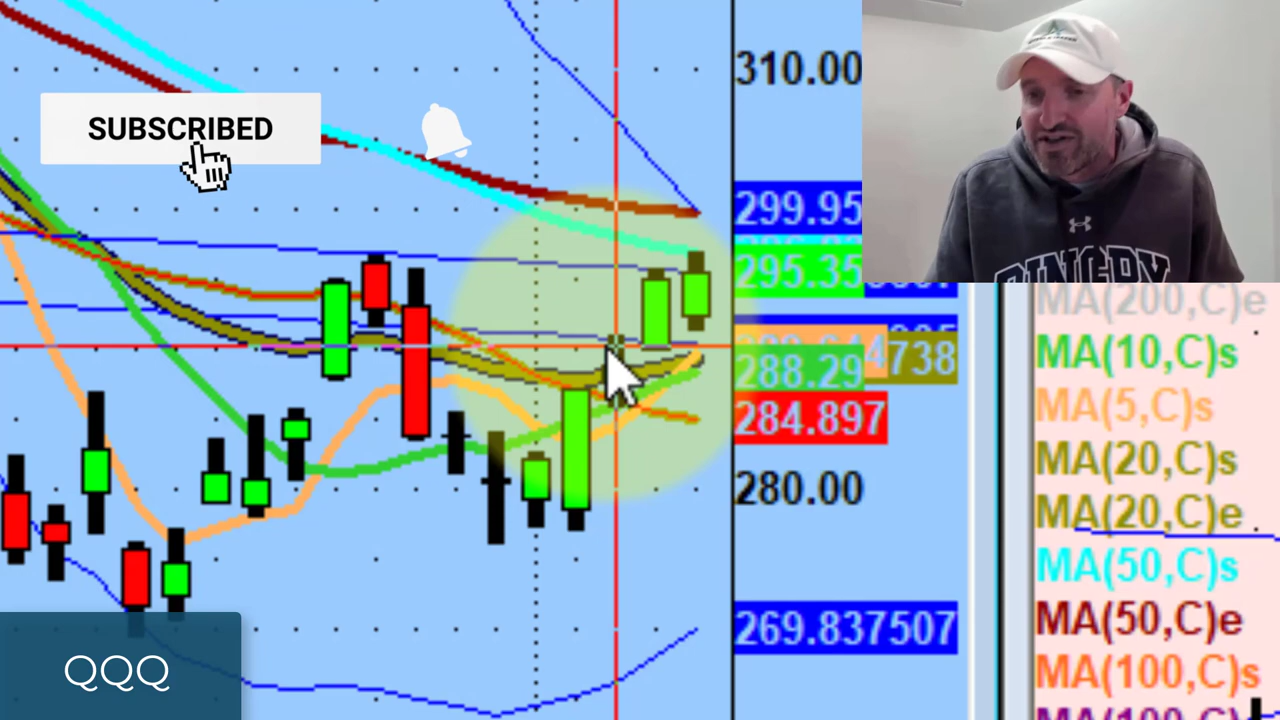 SUBSCRIBED
310.00
299.95
295.35
4738
288.29
284.897
280.00
269.837507
QQQ
MA(200,C)e
MA(10,C)s
MA(5,C)s
MA(20,C)s
MA(20,C)e
MA(50,C)s
MA(50,C)e
MA(100,C)s